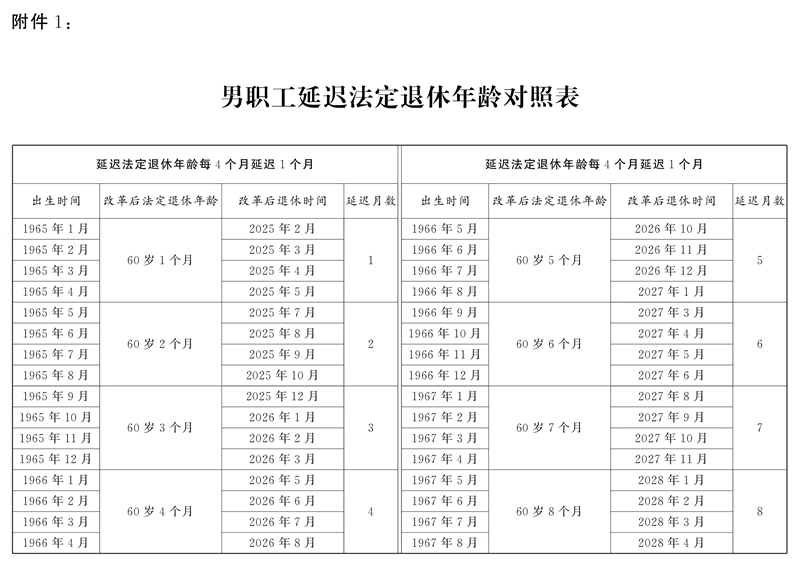 附件 1：
男职工延迟法定退休年龄对照表
延迟法定退休年龄每 4 个月延迟 1 个月 延迟法定退休年龄每 4 个月延迟 1 个月
出生时间 改革后法定退休年龄 改革后退休时间 延迟月数 出生时间 改革后法定退休年龄 改革后退休时间 延迟月数
1965 年 1 月 2025 年 2 月 1966 年 5 月 2026 年 10 月
1965 年 2 月 2025 年 3 月 1966 年 6 月 2026 年 11 月
60 岁 1 个月 1 60 岁 5 个月 5
1965 年 3 月 2025 年 4 月 1966 年 7 月 2026 年 12 月
1965 年 4 月 2025 年 5 月 1966 年 8 月 2027 年 1 月
1965 年 5 月 2025 年 7 月 1966 年 9 月 2027 年 3 月
1965 年 6 月 2025 年 8 月 1966 年 10 月 2027 年 4 月
60 岁 2 个月 2 60 岁 6 个月 6
1965 年 7 月 2025 年 9 月 1966 年 11 月 2027 年 5 月
1965 年 8 月 2025 年 10 月 1966 年 12 月 2027 年 6 月
1965 年 9 月 2025 年 12 月 1967 年 1 月 2027 年 8 月
1965 年 10 月 2026 年 1 月 1967 年 2 月 2027 年 9 月
60 岁 3 个月 3 60 岁 7 个月 7
1965 年 11 月 2026 年 2 月 1967 年 3 月 2027 年 10 月
1965 年 12 月 2026 年 3 月 1967 年 4 月 2027 年 11 月
1966 年 1 月 2026 年 5 月 1967 年 5 月 2028 年 1 月
1966 年 2 月 2026 年 6 月 1967 年 6 月 2028 年 2 月
60 岁 4 个月 4 60 岁 8 个月 8
1966 年 3 月 2026 年 7 月 1967 年 7 月 2028 年 3 月
1966 年 4 月 2026 年 8 月 1967 年 8 月 2028 年 4 月